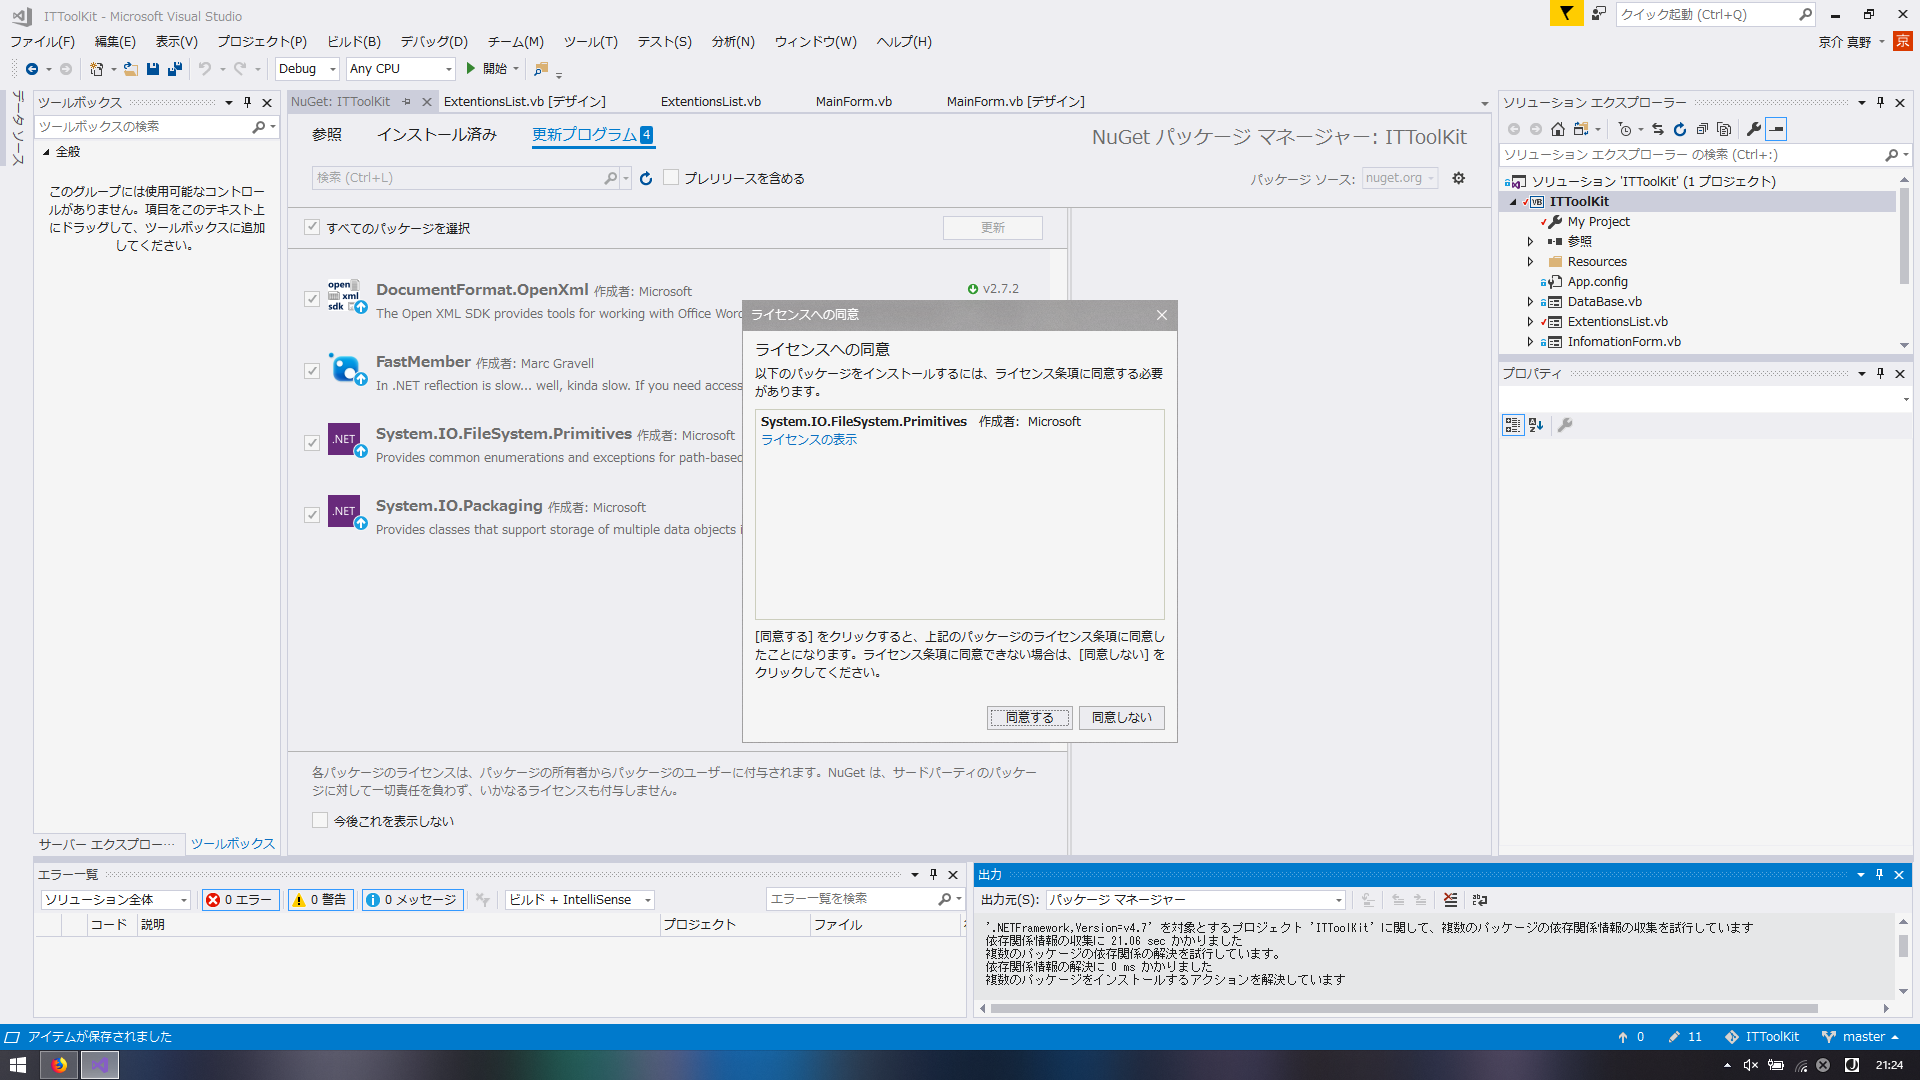 ITToolKit - Microsoft Visual Studio
クイック起動 (Ctrl+Q)
ファイル(F) 編集(E) 表示(V) プロジェクト(P) ビルド(B) デバッグ(D) チーム(M) ツール(T) テスト(S) 分析(N) ウィンドウ(W) ヘルプ(H)
京介 真野 京
Debug Any CPU 開始
データ ソース
ツールボックス
ツールボックスの検索
全般
このグループには使用可能なコントロー
ルがありません。項目をこのテキスト上
にドラッグして、ツールボックスに追加
してください。
サーバー エクスプロー… ツールボックス
NuGet: ITToolKit ExtentionsList.vb [デザイン] ExtentionsList.vb MainForm.vb MainForm.vb [デザイン]
参照 インストール済み 更新プログラム 4
NuGet パッケージ マネージャー: ITToolKit
検索 (Ctrl+L) プレリリースを含める
パッケージ ソース: nuget.org
すべてのパッケージを選択 更新
open xml sdk
DocumentFormat.OpenXml 作成者: Microsoft v2.7.2
The Open XML SDK provides tools for working with Office Word
FastMember 作成者: Marc Gravell
In .NET reflection is slow... well, kinda slow. If you need access
.NET
System.IO.FileSystem.Primitives 作成者: Microsoft
Provides common enumerations and exceptions for path-based
.NET
System.IO.Packaging 作成者: Microsoft
Provides classes that support storage of multiple data objects i
各パッケージのライセンスは、パッケージの所有者からパッケージのユーザーに付与されます。NuGet は、サードパーティのパッケー
ジに対して一切責任を負わず、いかなるライセンスも付与しません。
今後これを表示しない
ライセンスへの同意
ライセンスへの同意
以下のパッケージをインストールするには、ライセンス条項に同意する必要
があります。
System.IO.FileSystem.Primitives 作成者: Microsoft
ライセンスの表示
[同意する] をクリックすると、上記のパッケージのライセンス条項に同意し
たことになります。ライセンス条項に同意できない場合は、[同意しない] を
クリックしてください。
同意する 同意しない
ソリューション エクスプローラー
ソリューション エクスプローラー の検索 (Ctrl+:)
ソリューション 'ITToolKit' (1 プロジェクト)
VB ITToolKit
My Project
参照
Resources
App.config
DataBase.vb
ExtentionsList.vb
InfomationForm.vb
プロパティ
エラー一覧
ソリューション全体 0 エラー 0 警告 0 メッセージ ビルド + IntelliSense エラー一覧を検索
コード 説明 プロジェクト ファイル
出力
出力元(S): パッケージ マネージャー
'.NETFramework,Version=v4.7' を対象とするプロジェクト 'ITToolKit' に関して、複数のパッケージの依存関係情報の収集を試行しています
依存関係情報の収集に 21.06 sec かかりました
複数のパッケージの依存関係の解決を試行しています。
依存関係情報の解決に 0 ms かかりました
複数のパッケージをインストールするアクションを解決しています
アイテムが保存されました
0 11 ITToolKit master
21:24